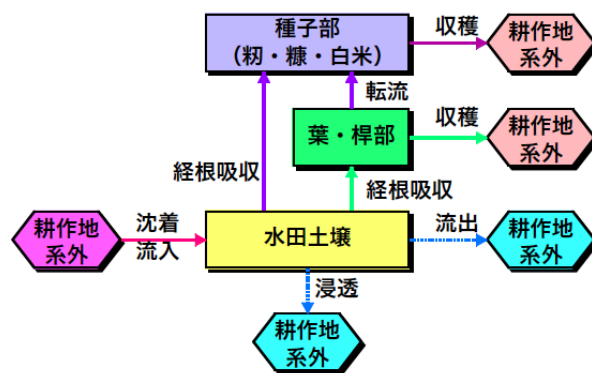 種子部
（籾・糠・白米）
収穫
耕作地
系外
転流
葉・桿部
収穫
耕作地
系外
経根吸収
経根吸収
耕作地
系外
沈着
流入
水田土壌
流出
耕作地
系外
浸透
耕作地
系外